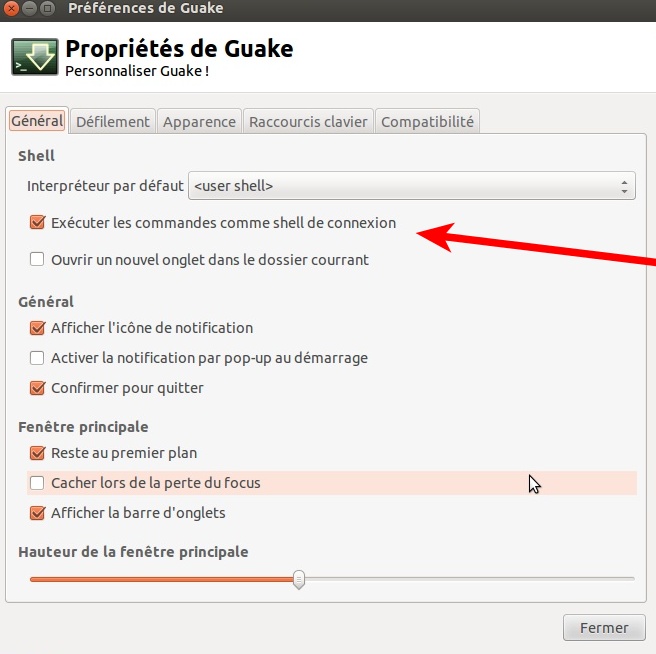 Préférences de Guake
Propriétés de Guake
Personnaliser Guake !
Général Défilement Apparence Raccourcis clavier Compatibilité
Shell
Interpréteur par défaut <user shell>
Exécuter les commandes comme shell de connexion
Ouvrir un nouvel onglet dans le dossier courrant
Général
Afficher l'icône de notification
Activer la notification par pop-up au démarrage
Confirmer pour quitter
Fenêtre principale
Reste au premier plan
Cacher lors de la perte du focus
Afficher la barre d'onglets
Hauteur de la fenêtre principale
Fermer